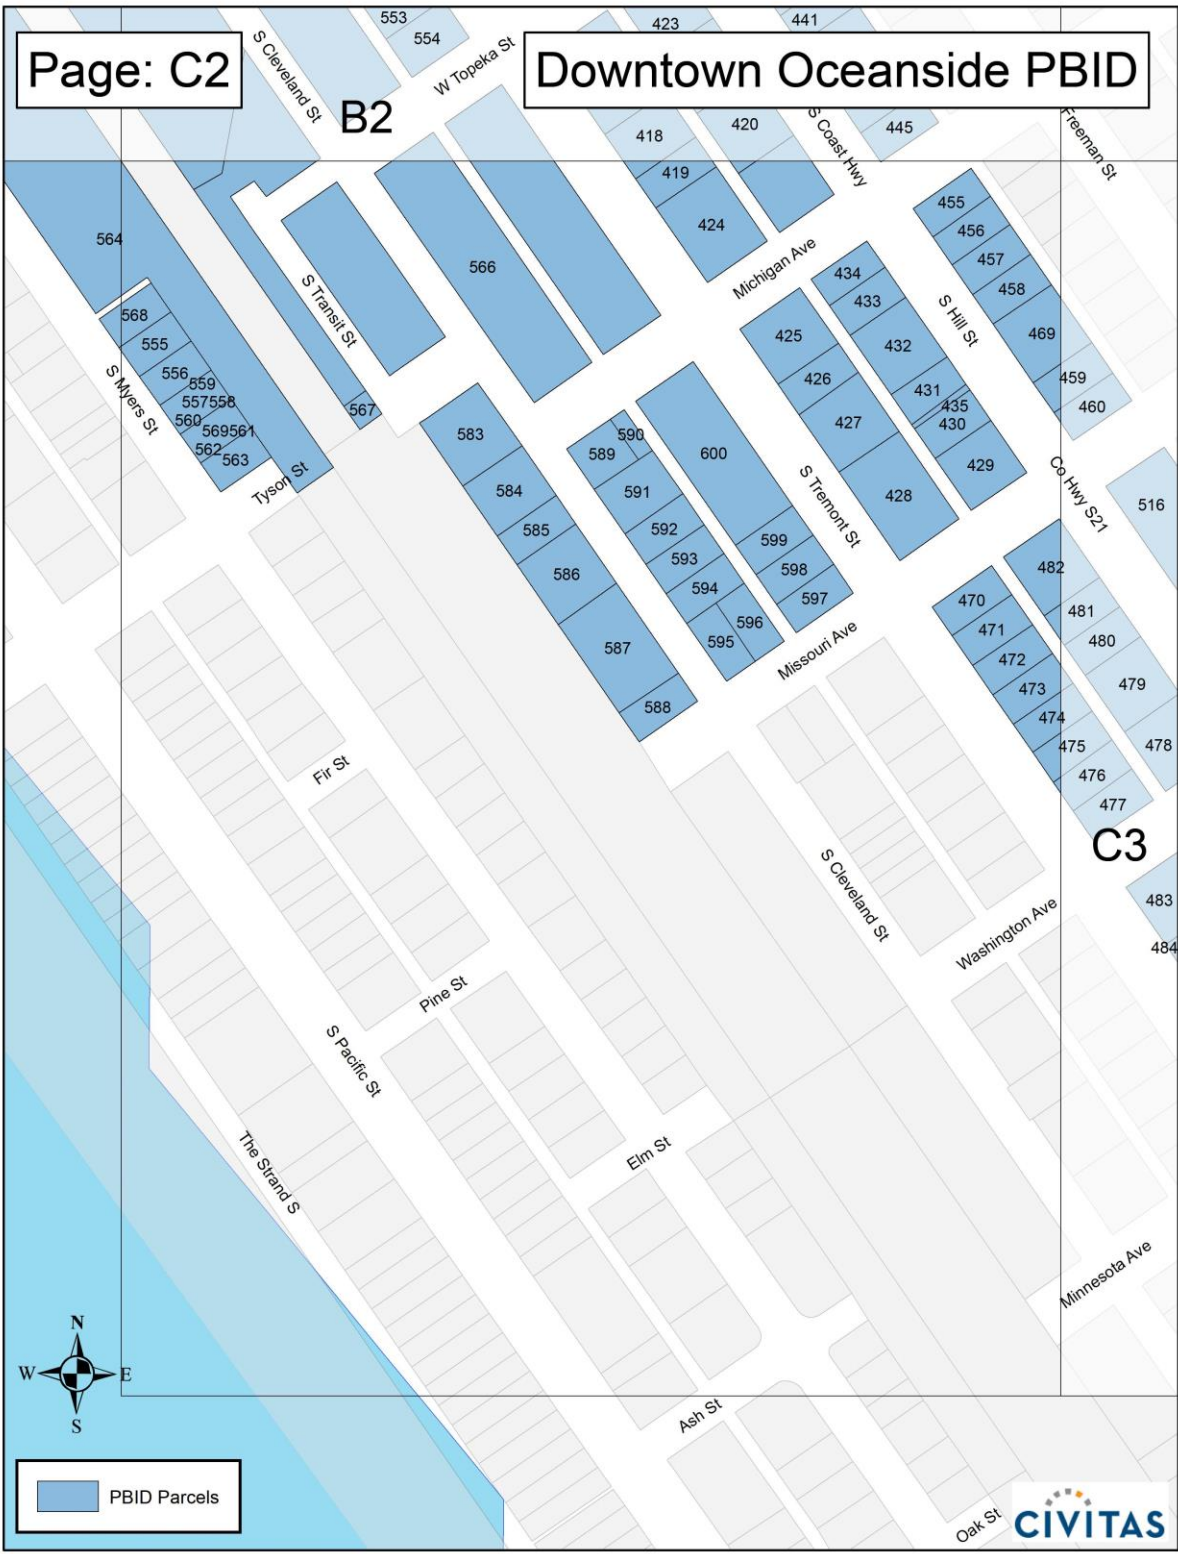 Page: C2
Downtown Oceanside PBID
B2
553
554
423
441
S Cleveland St
W Topeka St
418
420
445
S Coast Hwy
Freeman St
419
424
Michigan Ave
564
566
455
456
457
458
469
459
460
S Hill St
434
433
432
431
435
430
429
425
426
427
428
S Transit St
568
555
556
559
557
558
560
569
561
562
563
567
S Myers St
Tyson St
583
584
585
586
587
588
589
590
591
592
593
594
595
596
600
599
598
597
S Tremont St
Co Hwy S21
516
Missouri Ave
482
481
480
479
478
470
471
472
473
474
475
476
477
C3
483
484
Fir St
S Cleveland St
Washington Ave
Pine St
S Pacific St
The Strand S
Elm St
Minnesota Ave
Ash St
Oak St
N
W
E
S
PBID Parcels
CIVITAS